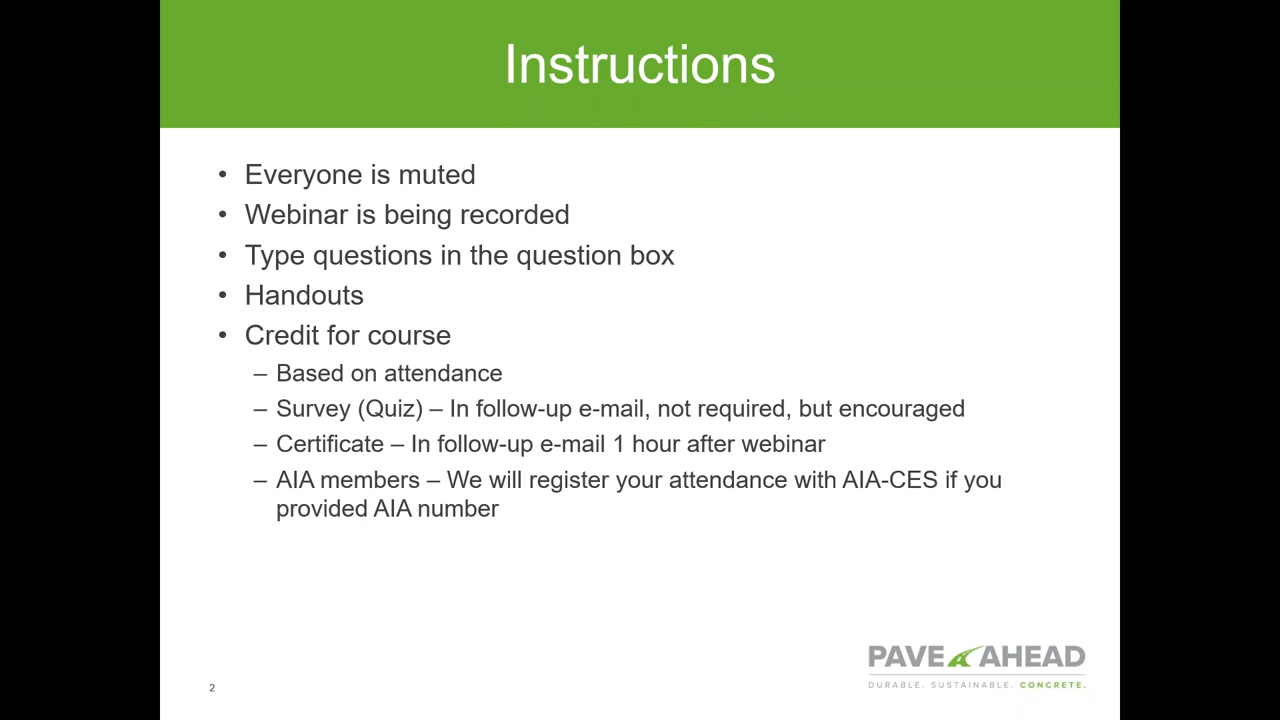 Instructions
• Everyone is muted
• Webinar is being recorded
• Type questions in the question box
• Handouts
• Credit for course
– Based on attendance
– Survey (Quiz) – In follow-up e-mail, not required, but encouraged
– Certificate – In follow-up e-mail 1 hour after webinar
– AIA members – We will register your attendance with AIA-CES if you
provided AIA number
PAVE AHEAD
DURABLE. SUSTAINABLE. CONCRETE.
2